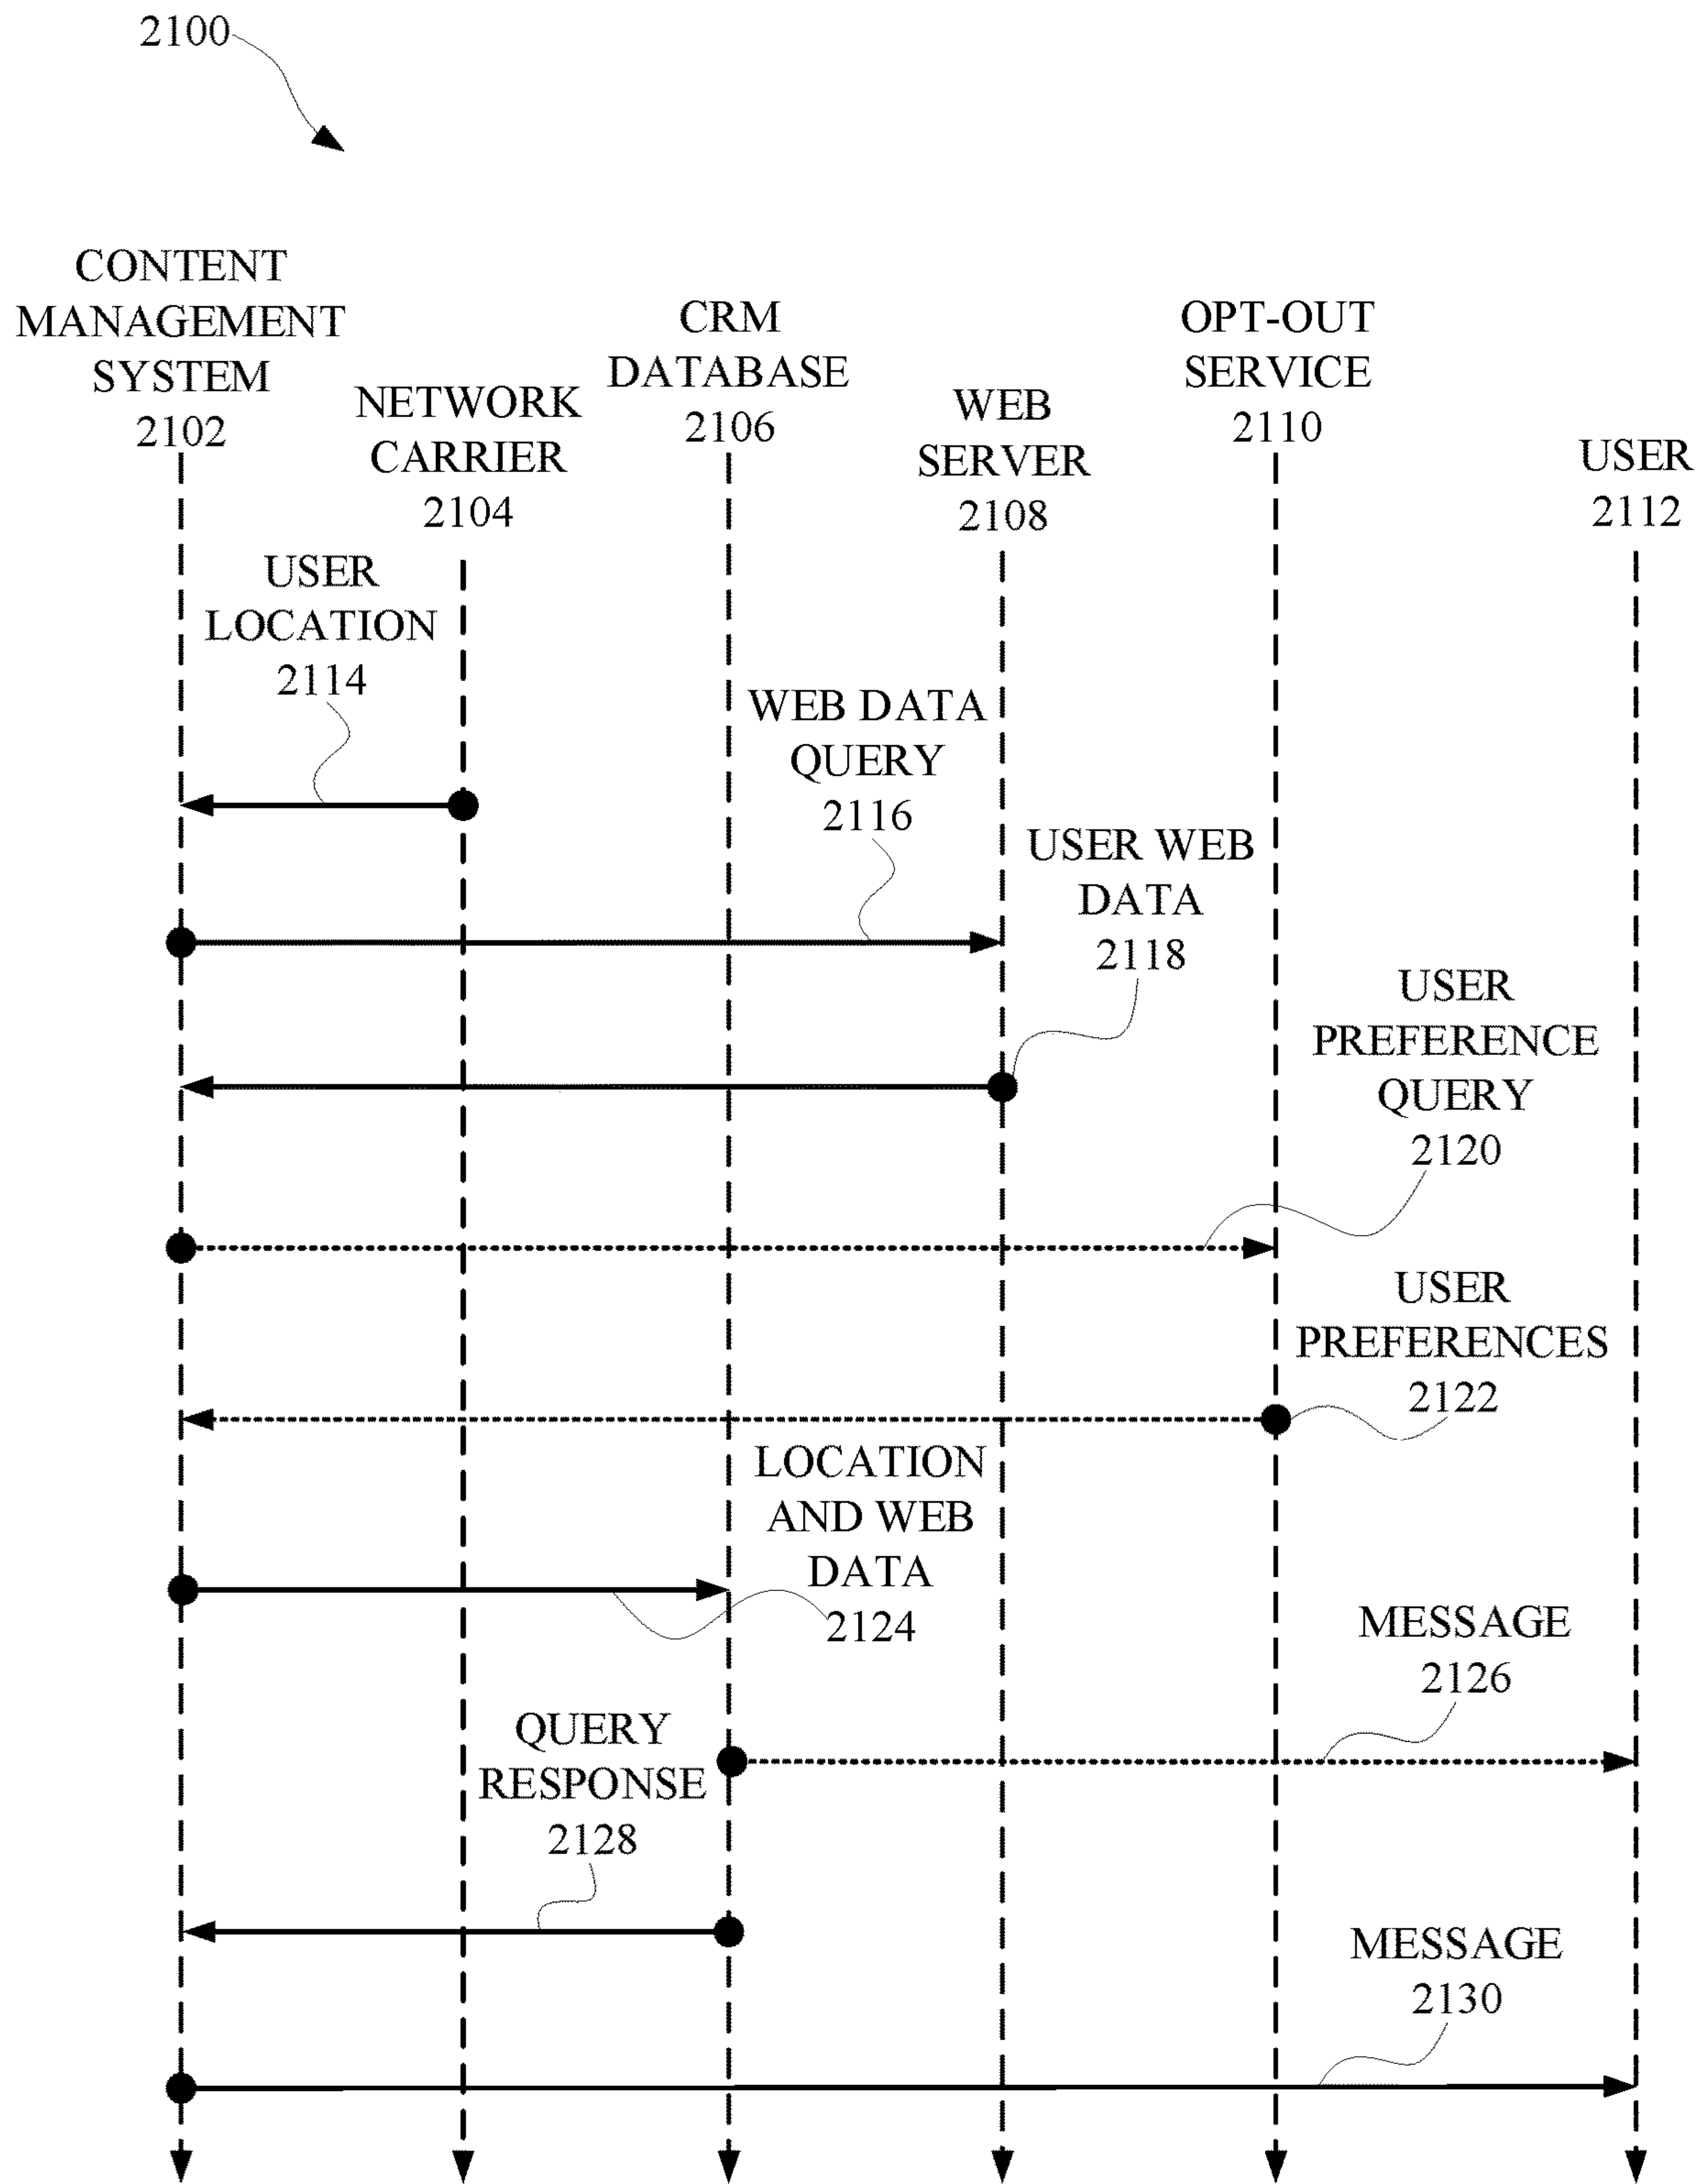 2100
CONTENT
MANAGEMENT
SYSTEM
2102
NETWORK
CARRIER
2104
CRM
DATABASE
2106
WEB
SERVER
2108
OPT-OUT
SERVICE
2110
USER
2112
USER
LOCATION
2114
WEB DATA
QUERY
2116
USER WEB
DATA
2118
USER
PREFERENCE
QUERY
2120
USER
PREFERENCES
2122
LOCATION
AND WEB
DATA
2124
MESSAGE
2126
QUERY
RESPONSE
2128
MESSAGE
2130